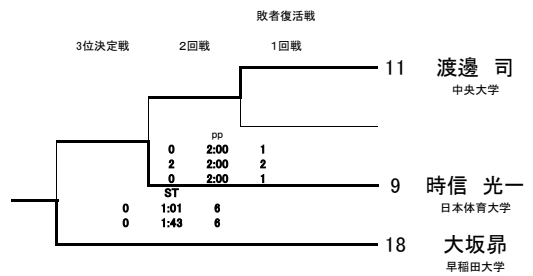 敗者復活戦
3位決定戦 2回戦 1回戦
11 渡邊 司
中央大学
pp
0 2:00 1
2 2:00 2
0 2:00 1
ST
9 時信 光一
日本体育大学
0 1:01 6
0 1:43 6
18 大坂昴
早稲田大学